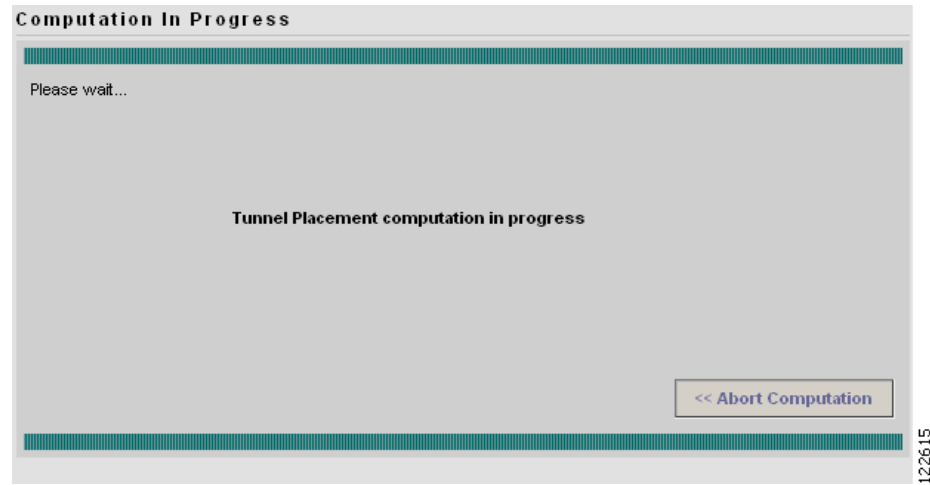 Computation In Progress
Please wait...
Tunnel Placement computation in progress
<< Abort Computation
122615